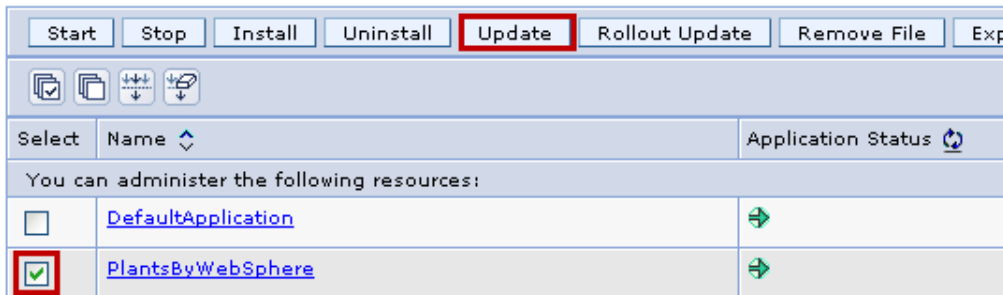 Start Stop Install Uninstall Update Rollout Update Remove File Exp
Select Name Application Status
You can administer the following resources:
DefaultApplication
PlantsByWebSphere